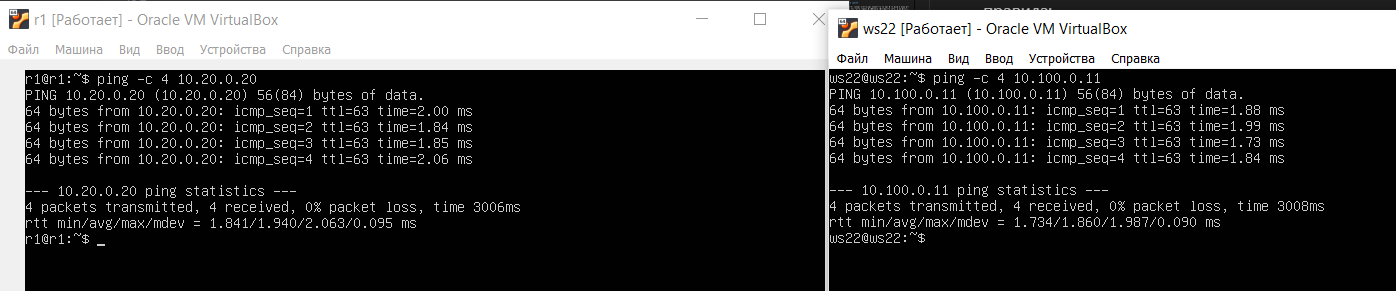 r1 [Работает] - Oracle VM VirtualBox
Файл Машина Вид Ввод Устройства Справка
r1@r1:~$ ping -c 4 10.20.0.20
PING 10.20.0.20 (10.20.0.20) 56(84) bytes of data.
64 bytes from 10.20.0.20: icmp_seq=1 ttl=63 time=2.00 ms
64 bytes from 10.20.0.20: icmp_seq=2 ttl=63 time=1.84 ms
64 bytes from 10.20.0.20: icmp_seq=3 ttl=63 time=1.85 ms
64 bytes from 10.20.0.20: icmp_seq=4 ttl=63 time=2.06 ms
--- 10.20.0.20 ping statistics ---
4 packets transmitted, 4 received, 0% packet loss, time 3006ms
rtt min/avg/max/mdev = 1.841/1.940/2.063/0.095 ms
r1@r1:~$ _
ws22 [Работает] - Oracle VM VirtualBox
Файл Машина Вид Ввод Устройства Справка
ws22@ws22:~$ ping -c 4 10.100.0.11
PING 10.100.0.11 (10.100.0.11) 56(84) bytes of data.
64 bytes from 10.100.0.11: icmp_seq=1 ttl=63 time=1.88 ms
64 bytes from 10.100.0.11: icmp_seq=2 ttl=63 time=1.99 ms
64 bytes from 10.100.0.11: icmp_seq=3 ttl=63 time=1.73 ms
64 bytes from 10.100.0.11: icmp_seq=4 ttl=63 time=1.84 ms
--- 10.100.0.11 ping statistics ---
4 packets transmitted, 4 received, 0% packet loss, time 3008ms
rtt min/avg/max/mdev = 1.734/1.860/1.987/0.090 ms
ws22@ws22:~$